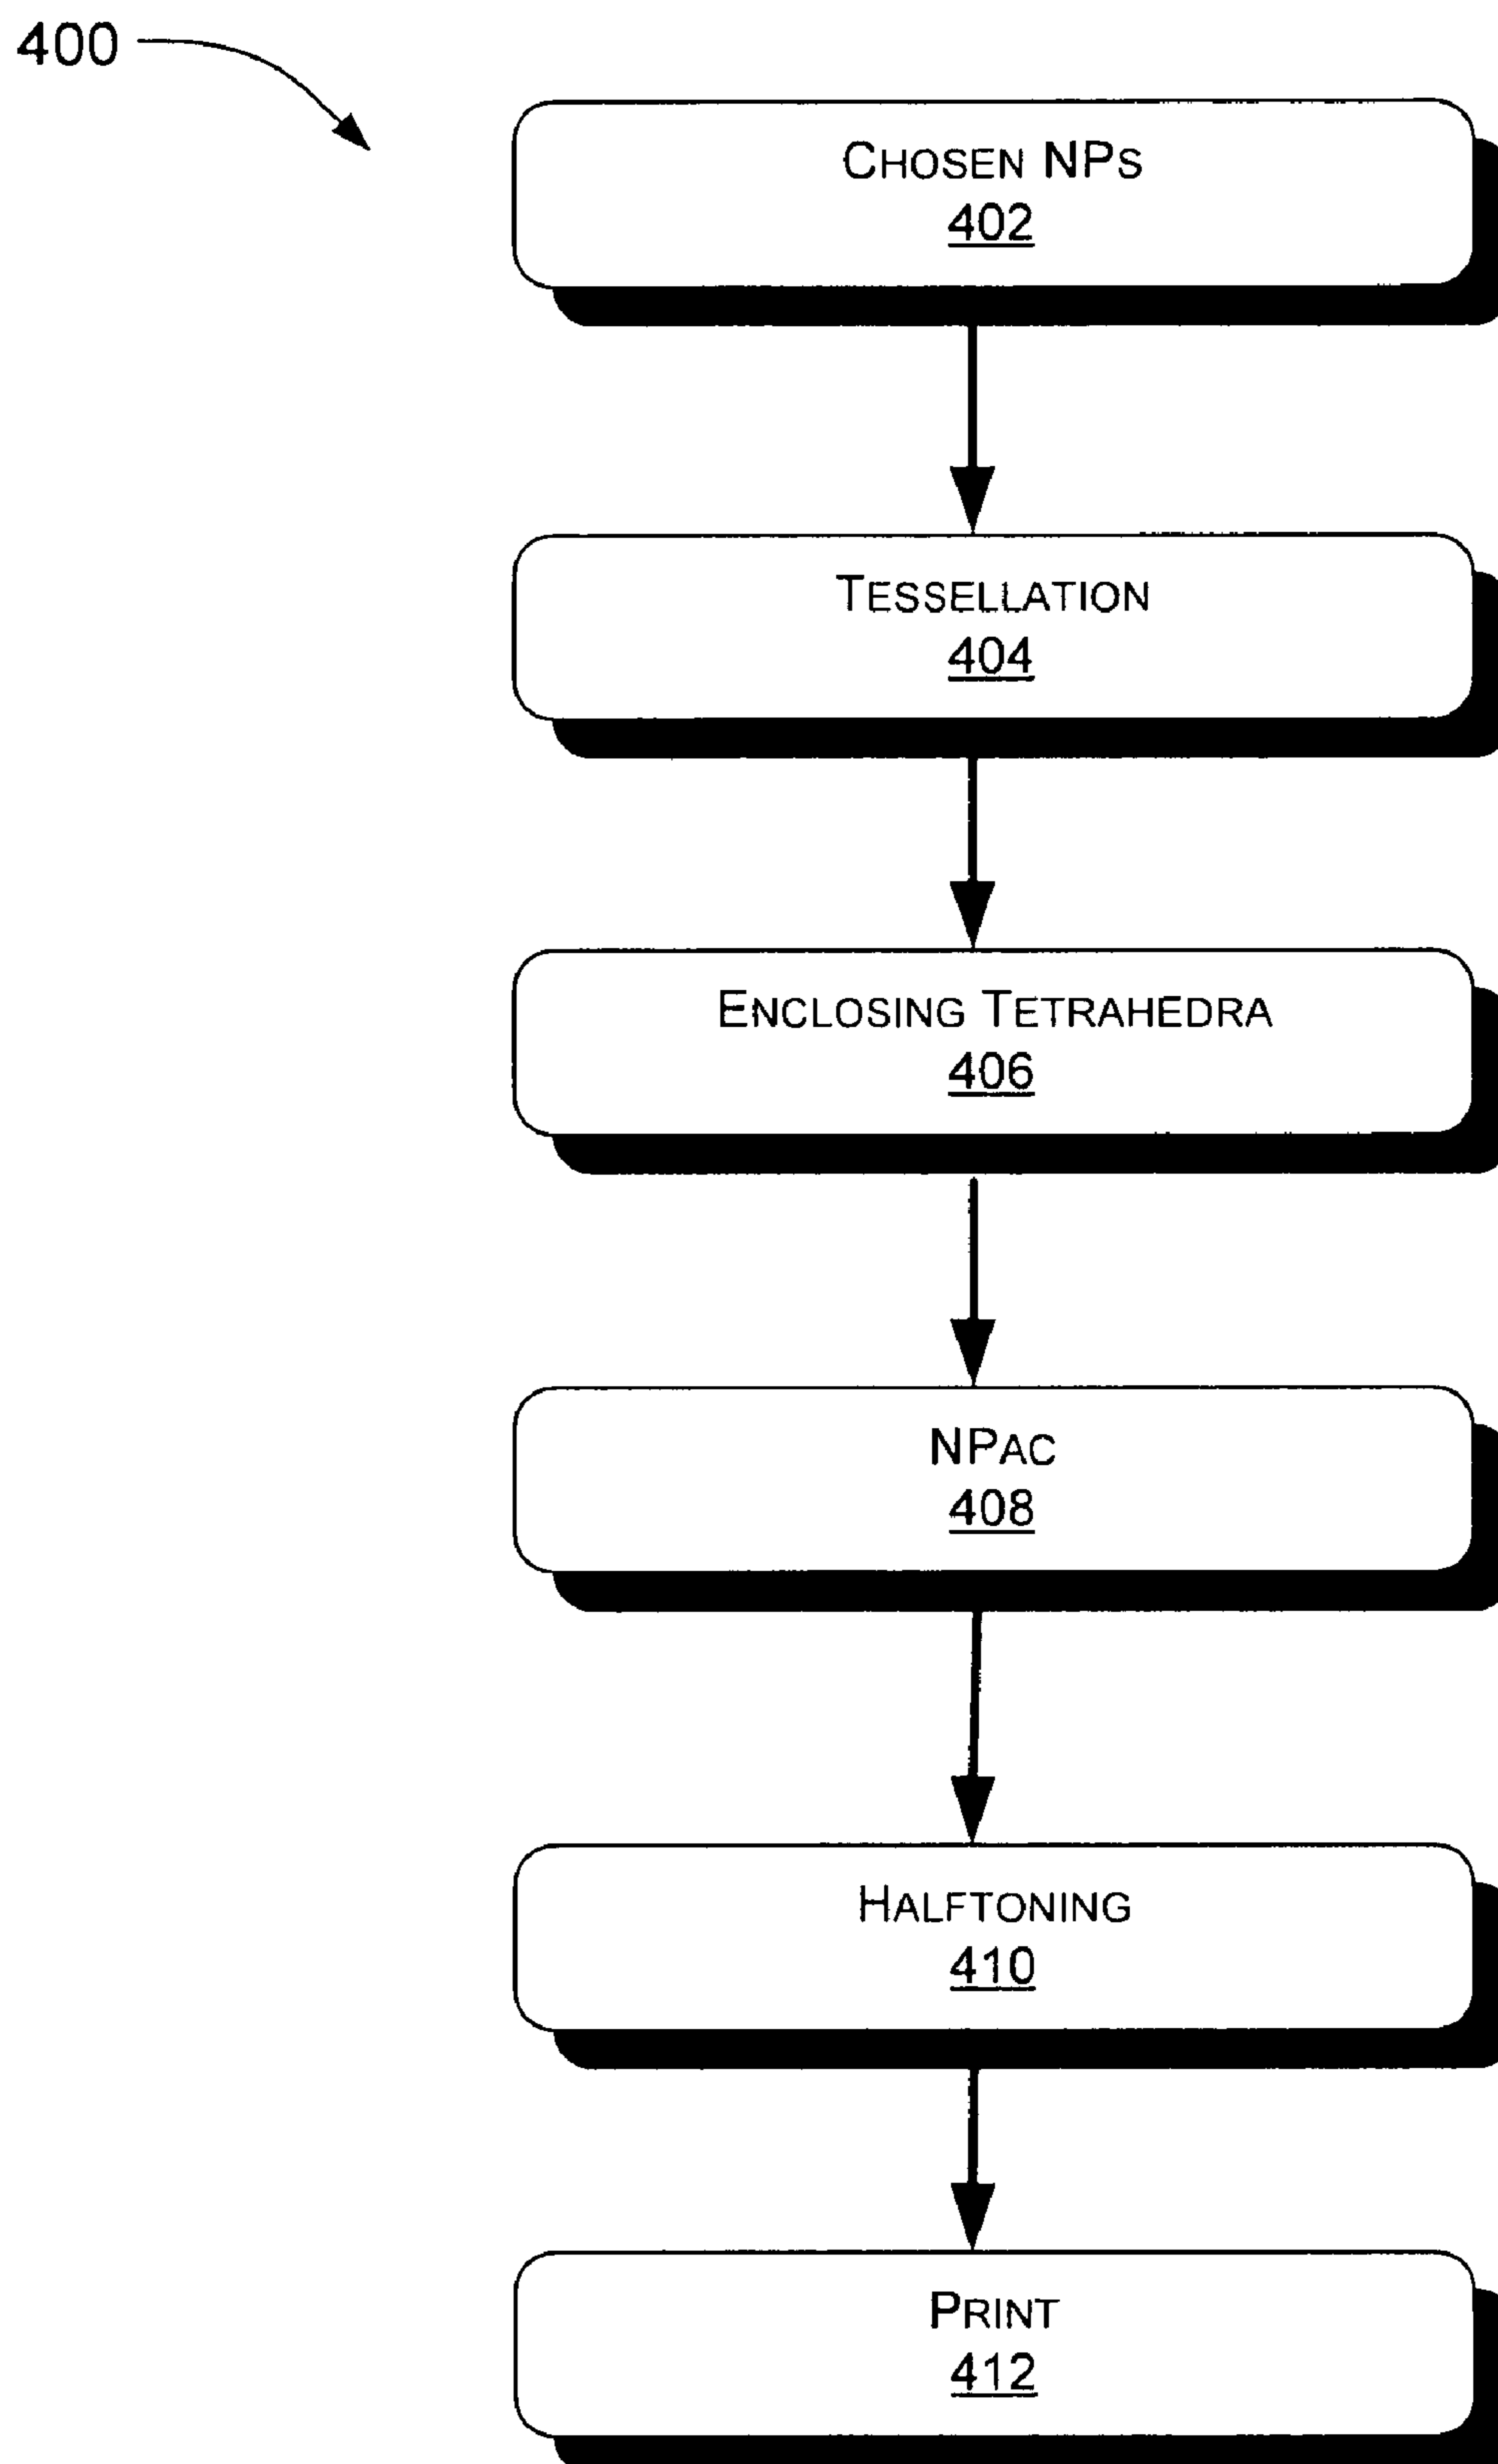 400
CHOSEN NPS
402
TESSELLATION
404
ENCLOSING TETRAHEDRA
406
NPAC
408
HALFTONING
410
PRINT
412